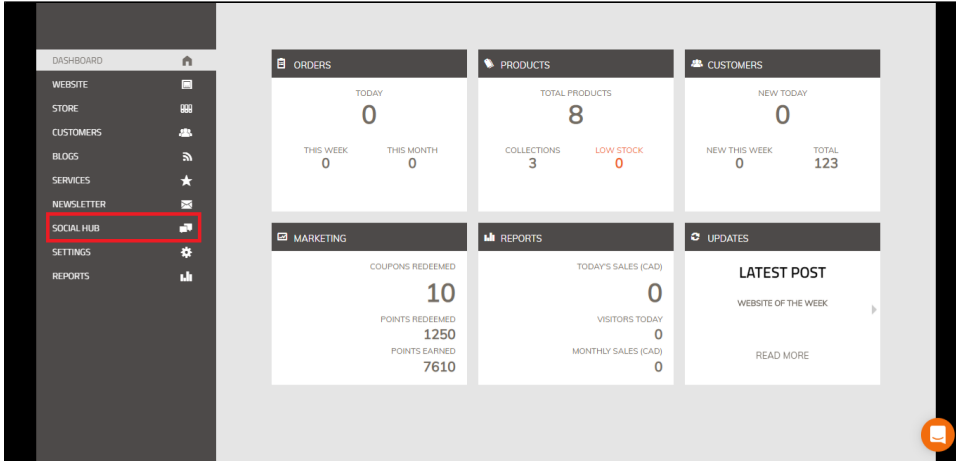 DASHBOARD
WEBSITE
STORE
CUSTOMERS
BLOGS
SERVICES
NEWSLETTER
SOCIAL HUB
SETTINGS
REPORTS
ORDERS
TODAY
0
THIS WEEK THIS MONTH
0 0
PRODUCTS
TOTAL PRODUCTS
8
COLLECTIONS LOW STOCK
3 0
CUSTOMERS
NEW TODAY
0
NEW THIS WEEK TOTAL
0 123
MARKETING
COUPONS REDEEMED
10
POINTS REDEEMED
1250
POINTS EARNED
7610
REPORTS
TODAY'S SALES (CAD)
0
VISITORS TODAY
0
MONTHLY SALES (CAD)
0
UPDATES
LATEST POST
WEBSITE OF THE WEEK
READ MORE